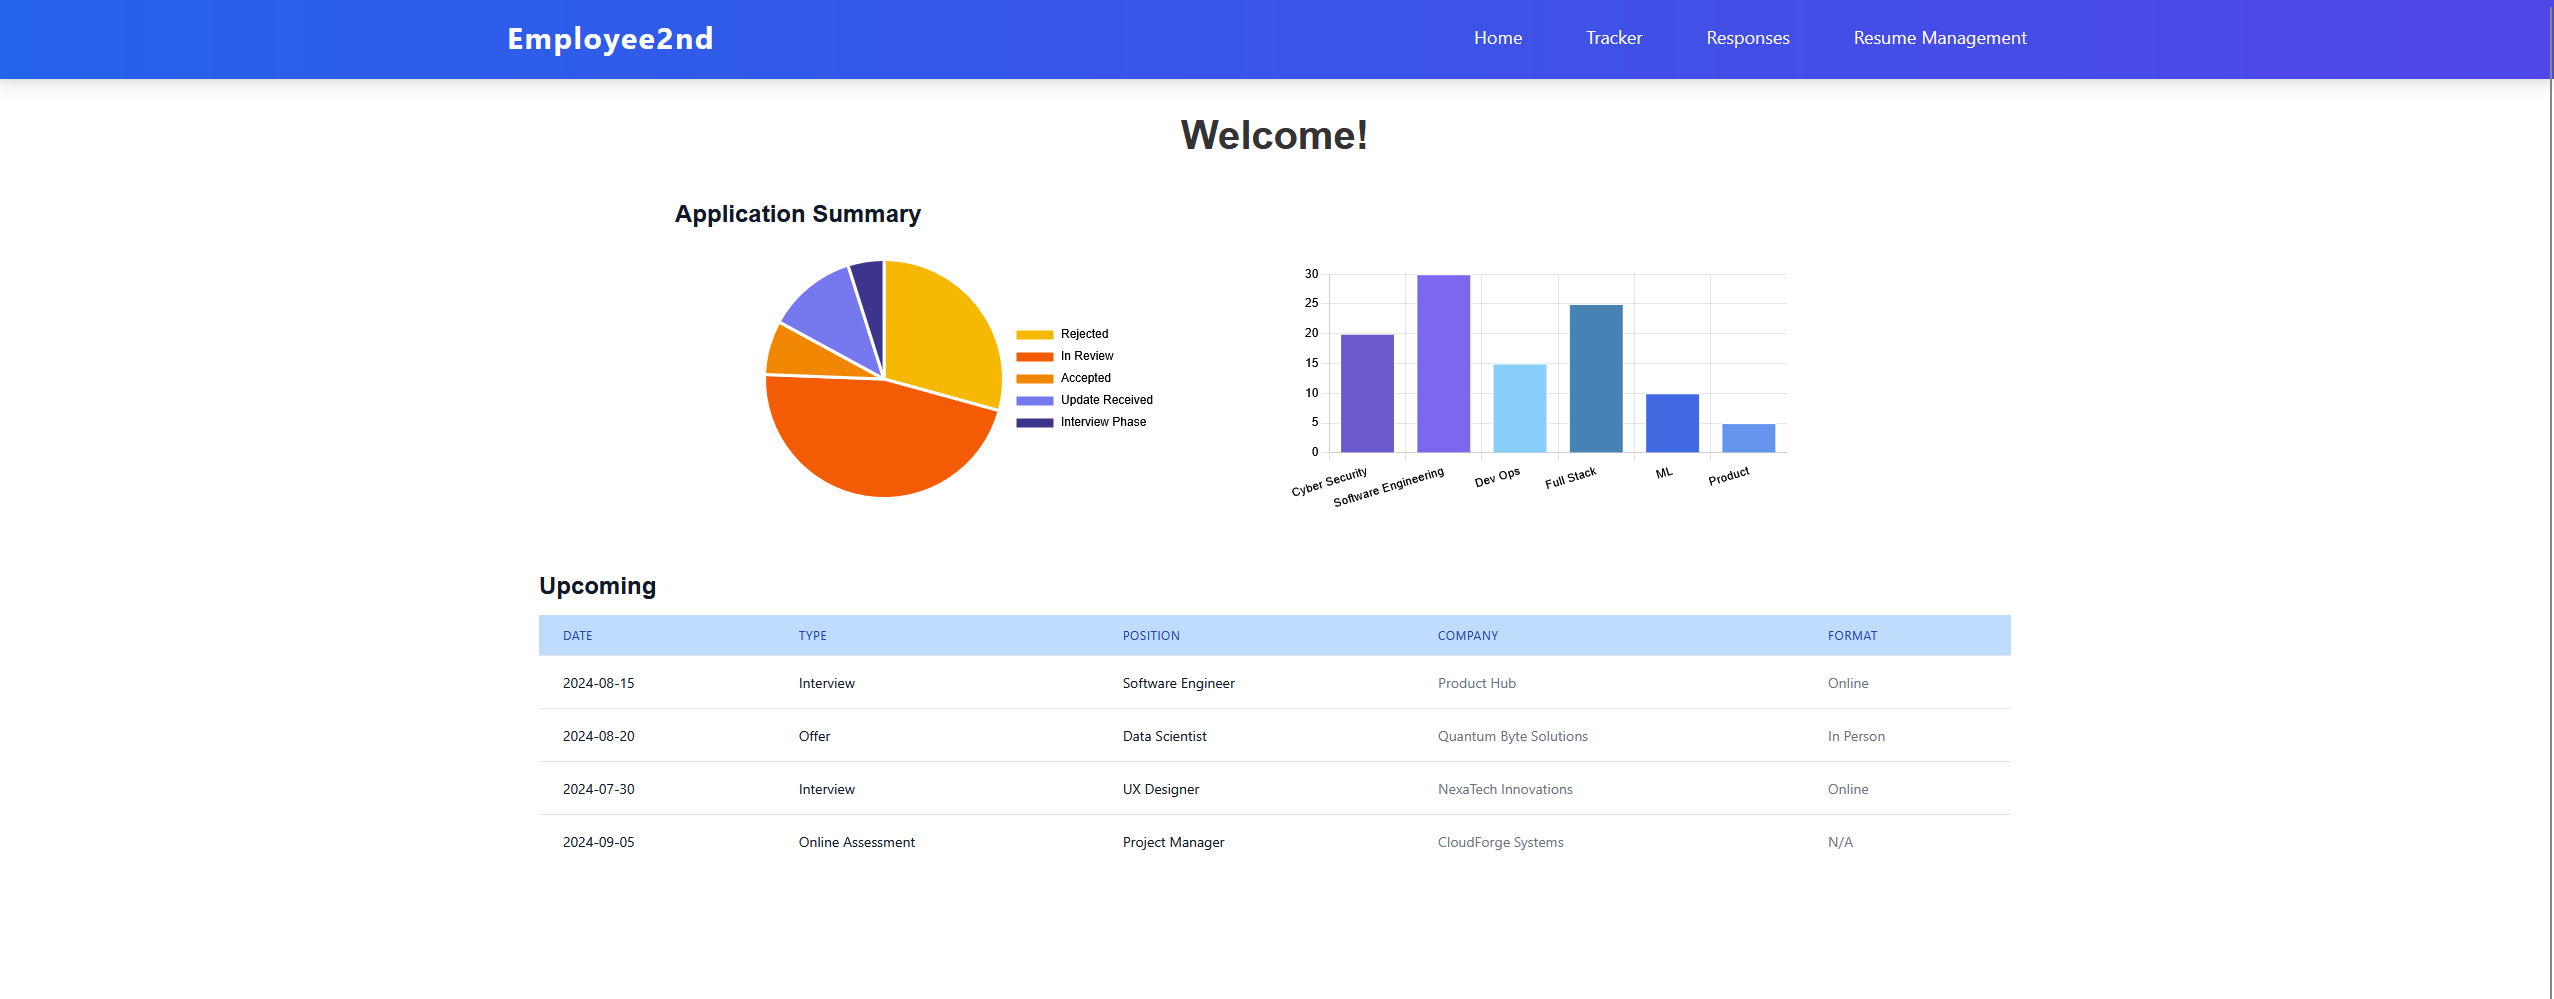 Employee2nd Home Tracker Responses Resume Management
Welcome!
Application Summary
Rejected
In Review
Accepted
Update Received
Interview Phase
30
25
20
15
10
5
0
Cyber Security Software Engineering Dev Ops Full Stack ML Product
Upcoming
DATE TYPE POSITION COMPANY FORMAT
2024-08-15 Interview Software Engineer Product Hub Online
2024-08-20 Offer Data Scientist Quantum Byte Solutions In Person
2024-07-30 Interview UX Designer NexaTech Innovations Online
2024-09-05 Online Assessment Project Manager CloudForge Systems N/A